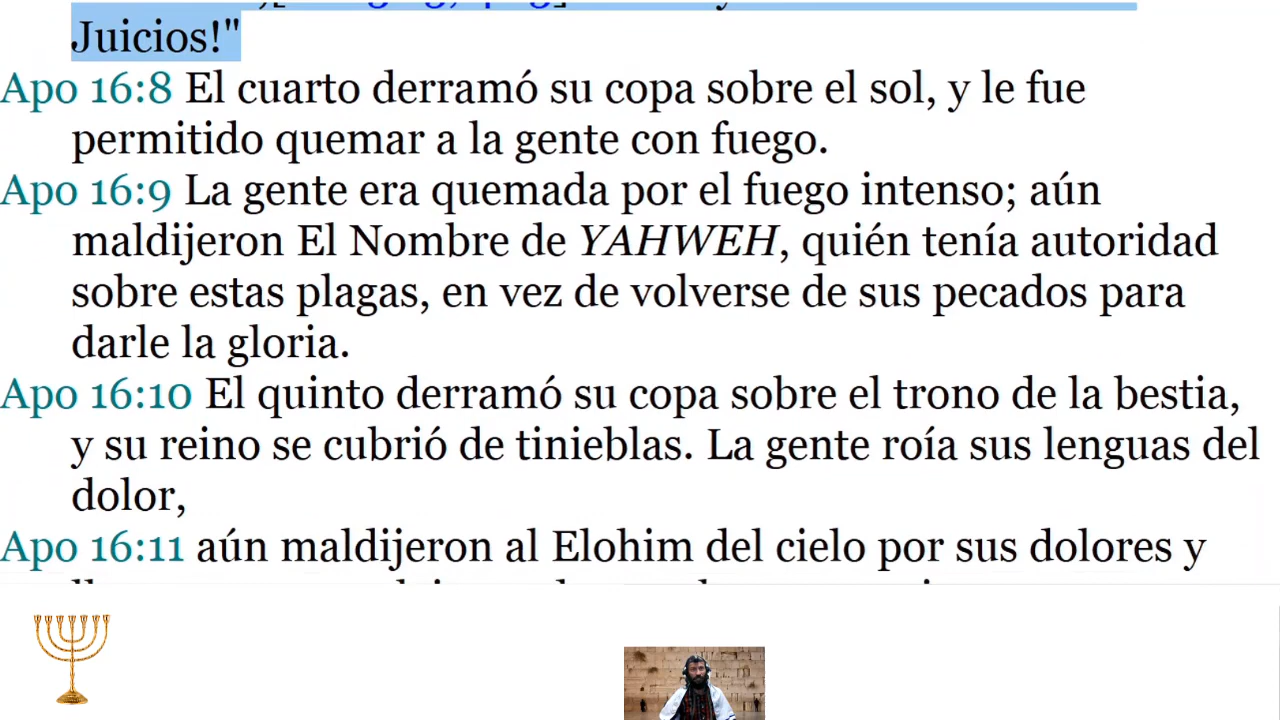 Juicios!"
Apo 16:8 El cuarto derramó su copa sobre el sol, y le fue
permitido quemar a la gente con fuego.
Apo 16:9 La gente era quemada por el fuego intenso; aún
maldijeron El Nombre de YAHWEH, quién tenía autoridad
sobre estas plagas, en vez de volverse de sus pecados para
darle la gloria.
Apo 16:10 El quinto derramó su copa sobre el trono de la bestia,
y su reino se cubrió de tinieblas. La gente roía sus lenguas del
dolor,
Apo 16:11 aún maldijeron al Elohim del cielo por sus dolores y